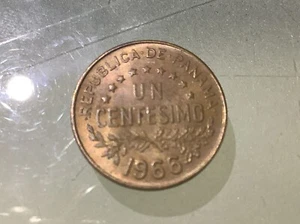 REPUBLICA DE PANAMA
UN
CENTESIMO
1966